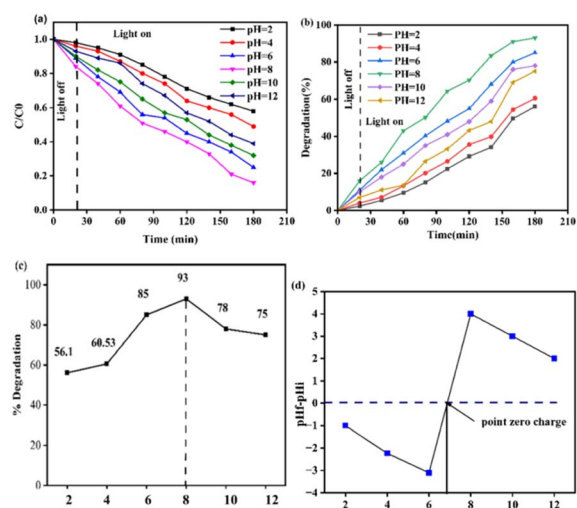 (a)
Light on
Light off
pH=2
pH=4
pH=6
pH=8
pH=10
pH=12
C/C0
1.0
0.8
0.6
0.4
0.2
0.0
0 30 60 90 120 150 180 210
Time (min)
(b)
Light off
Light on
PH=2
PH=4
PH=6
PH=8
PH=10
PH=12
Degradation(%)
100
80
60
40
20
0
0 30 60 90 120 150 180 210
Time(min)
(c)
% Degradation
100
80
60
40
20
0
56.1
60.53
85
93
78
75
2 4 6 8 10 12
(d)
pHf-pHi
5
4
3
2
1
0
−1
−2
−3
−4
point zero charge
2 4 6 8 10 12